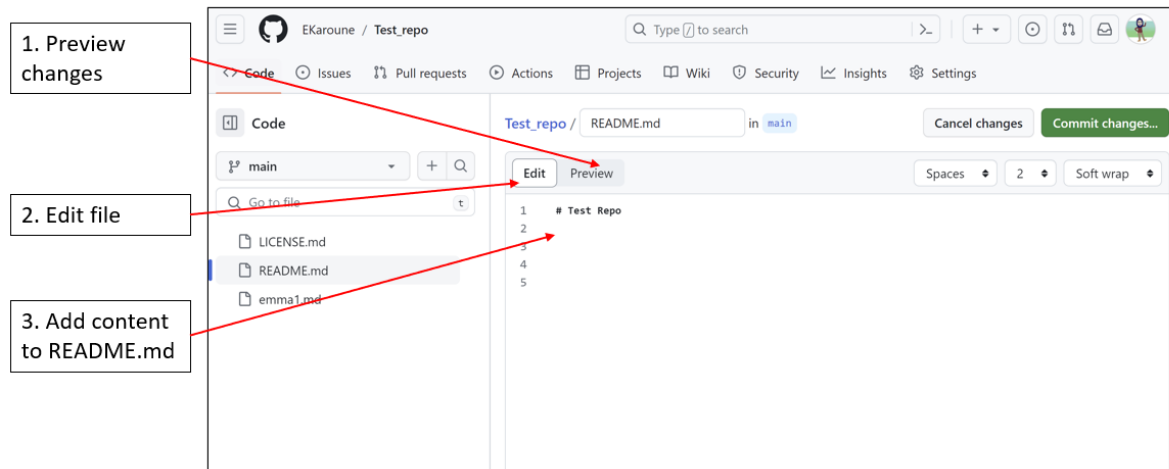 1. Preview
changes
2. Edit file
3. Add content
to README.md
EKaroune / Test_repo
Type / to search
Code Issues Pull requests Actions Projects Wiki Security Insights Settings
Code
Test_repo / README.md in main
Cancel changes Commit changes...
main
Edit Preview
Spaces 2 Soft wrap
Go to file t
LICENSE.md
README.md
emma1.md
1 # Test Repo
2
3
4
5